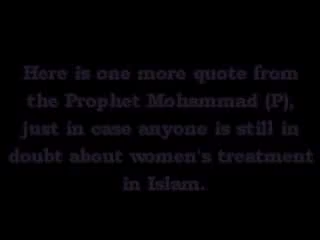 Here is one more quote from
the Prophet Mohammad (P),
just in case anyone is still in
doubt about women's treatment
in Islam.